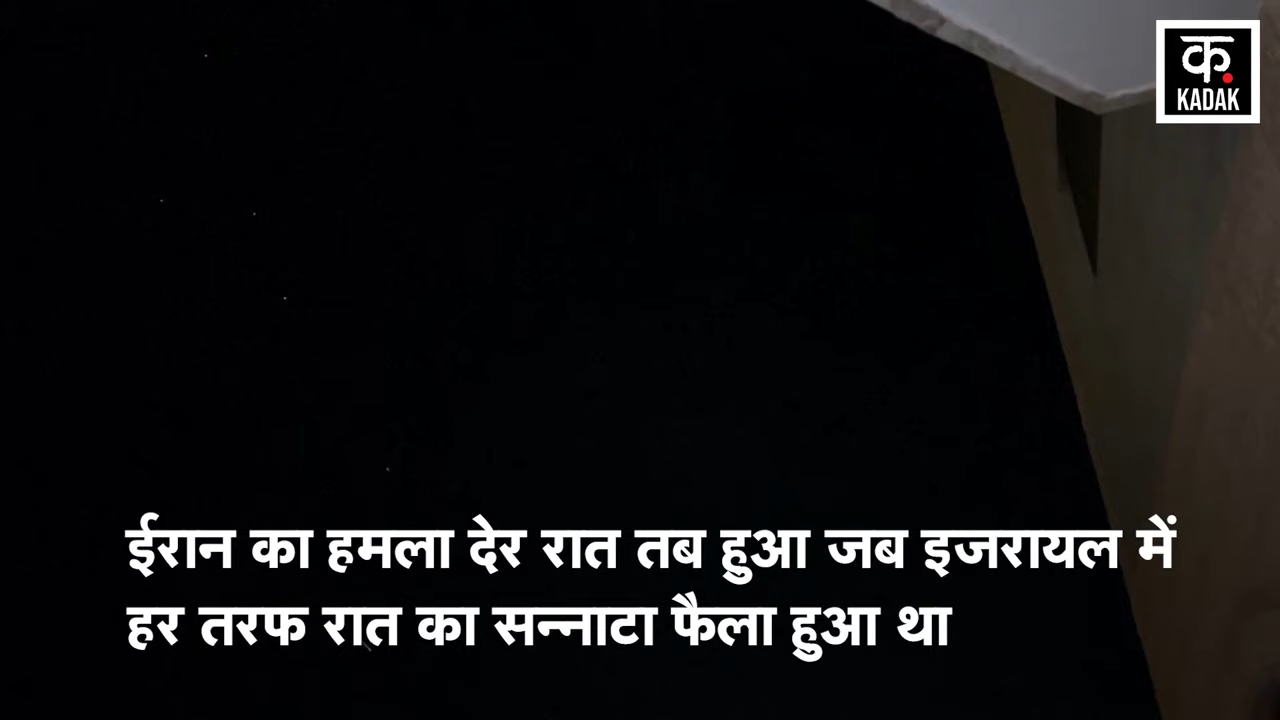 क.
KADAK
ईरान का हमला देर रात तब हुआ जब इजरायल में
हर तरफ रात का सन्नाटा फैला हुआ था